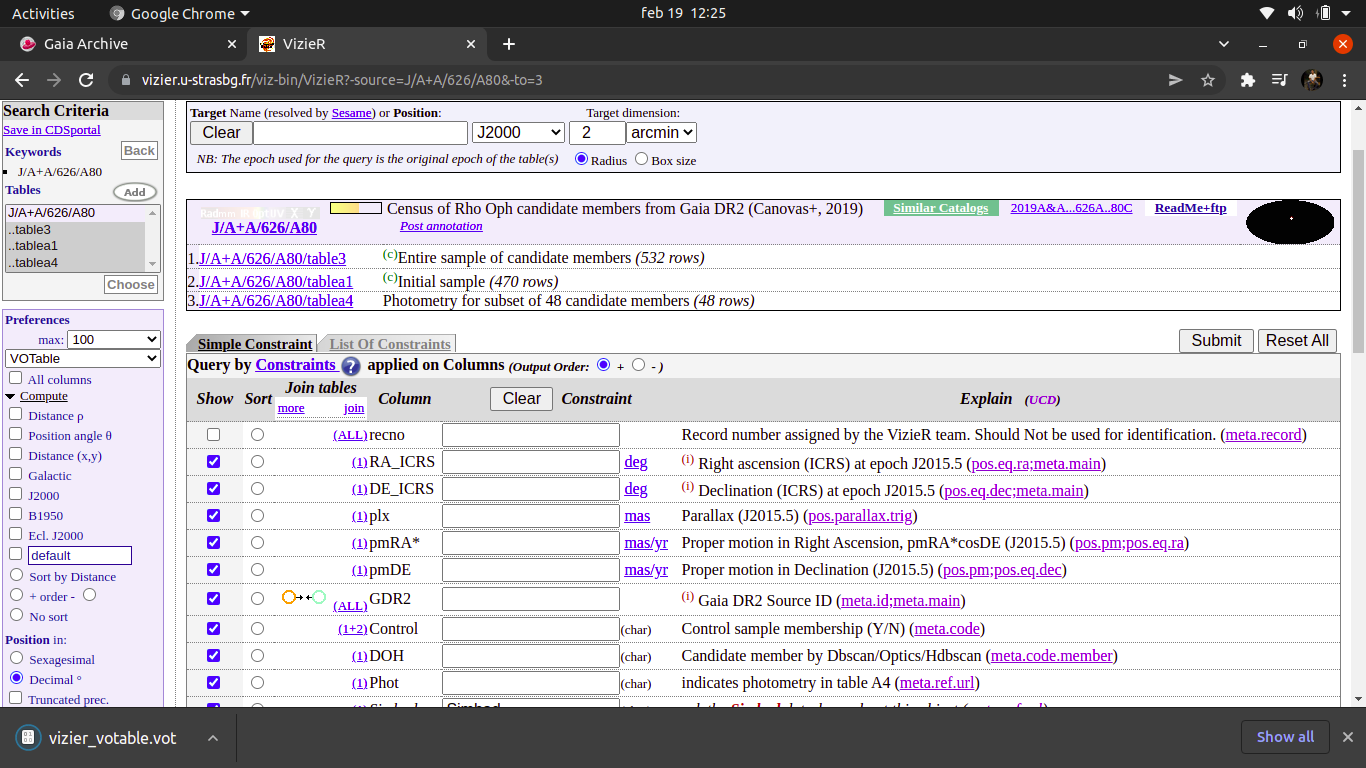 Activities Google Chrome feb 19 12:25
Gaia Archive VizieR
vizier.u-strasbg.fr/viz-bin/VizieR?-source=J/A+A/626/A80&-to=3
Search Criteria
Save in CDSportal
Keywords Back
J/A+A/626/A80
Tables Add
J/A+A/626/A80
..table3
..tablea1
..tablea4
Choose
Preferences
max: 100
VOTable
All columns
Compute
Distance ρ
Position angle θ
Distance (x,y)
Galactic
J2000
B1950
Ecl. J2000
default
Sort by Distance
+ order -
No sort
Position in:
Sexagesimal
Decimal °
Truncated prec.
Target Name (resolved by Sesame) or Position: Target dimension:
Clear J2000 2 arcmin
NB: The epoch used for the query is the original epoch of the table(s) Radius Box size
J/A+A/626/A80 Census of Rho Oph candidate members from Gaia DR2 (Canovas+, 2019) Similar Catalogs 2019A&A...626A..80C ReadMe+ftp
Post annotation
1.J/A+A/626/A80/table3 (c)Entire sample of candidate members (532 rows)
2.J/A+A/626/A80/tablea1 (c)Initial sample (470 rows)
3.J/A+A/626/A80/tablea4 Photometry for subset of 48 candidate members (48 rows)
Simple Constraint List Of Constraints Submit Reset All
Query by Constraints ? applied on Columns (Output Order: + - )
Show Sort Join tables Column Clear Constraint Explain (UCD)
more join
(ALL) recno Record number assigned by the VizieR team. Should Not be used for identification. (meta.record)
(1) RA_ICRS deg (i) Right ascension (ICRS) at epoch J2015.5 (pos.eq.ra;meta.main)
(1) DE_ICRS deg (i) Declination (ICRS) at epoch J2015.5 (pos.eq.dec;meta.main)
(1) plx mas Parallax (J2015.5) (pos.parallax.trig)
(1) pmRA* mas/yr Proper motion in Right Ascension, pmRA*cosDE (J2015.5) (pos.pm;pos.eq.ra)
(1) pmDE mas/yr Proper motion in Declination (J2015.5) (pos.pm;pos.eq.dec)
(ALL) GDR2 (i) Gaia DR2 Source ID (meta.id;meta.main)
(1+2) Control (char) Control sample membership (Y/N) (meta.code)
(1) DOH (char) Candidate member by Dbscan/Optics/Hdbscan (meta.code.member)
(1) Phot (char) indicates photometry in table A4 (meta.ref.url)
vizier_votable.vot Show all